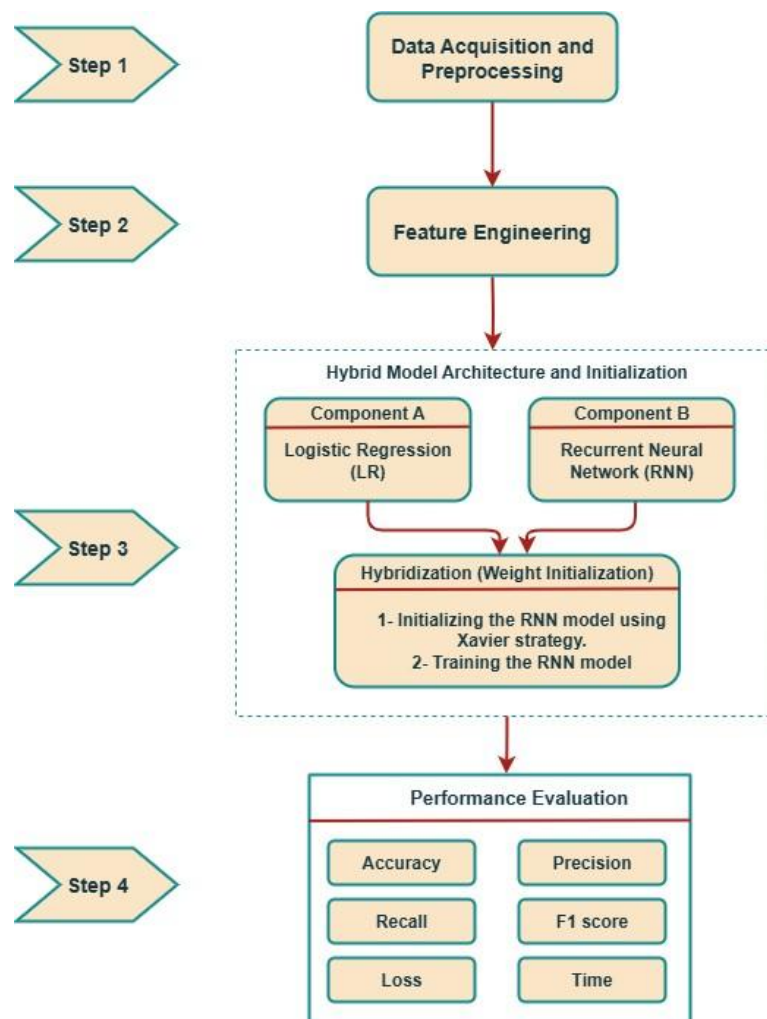 Step 1
Data Acquisition and
Preprocessing
Step 2
Feature Engineering
Step 3
Hybrid Model Architecture and Initialization
Component A
Logistic Regression
(LR)
Component B
Recurrent Neural
Network (RNN)
Hybridization (Weight Initialization)
1- Initializing the RNN model using
Xavier strategy.
2- Training the RNN model
Step 4
Performance Evaluation
Accuracy
Precision
Recall
F1 score
Loss
Time